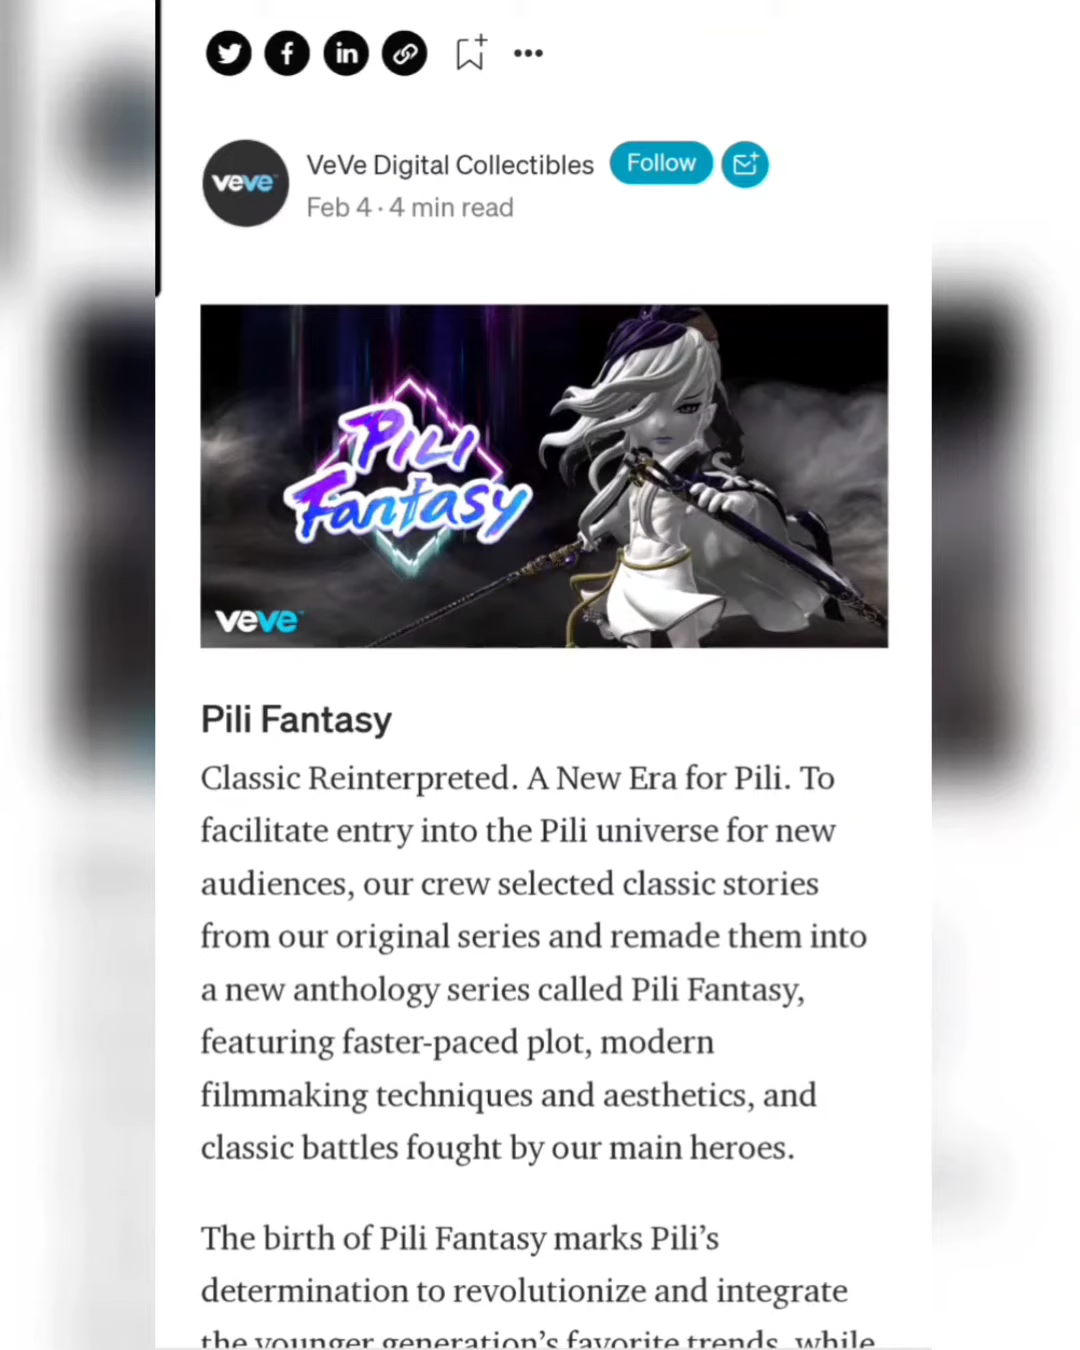 in
veve
VeVe Digital Collectibles
Follow
Feb 4 · 4 min read
PILI
Fantasy
veve
Pili Fantasy
Classic Reinterpreted. A New Era for Pili. To
facilitate entry into the Pili universe for new
audiences, our crew selected classic stories
from our original series and remade them into
a new anthology series called Pili Fantasy,
featuring faster-paced plot, modern
filmmaking techniques and aesthetics, and
classic battles fought by our main heroes.
The birth of Pili Fantasy marks Pili’s
determination to revolutionize and integrate
the younger generation’s favorite trends, while